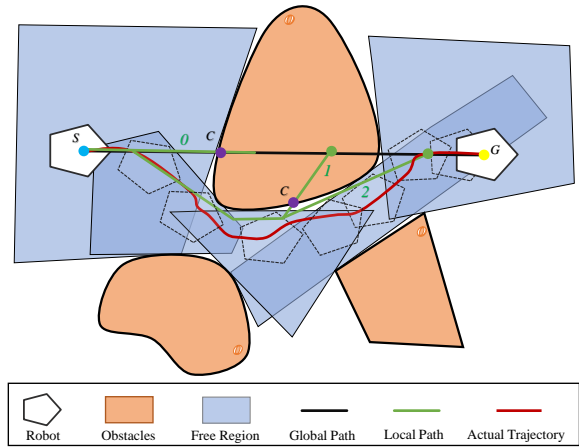 𝕆
S
0
C
G
1
2
C
𝕆
𝕆
Robot
Obstacles
Free Region
Global Path
Local Path
Actual Trajectory